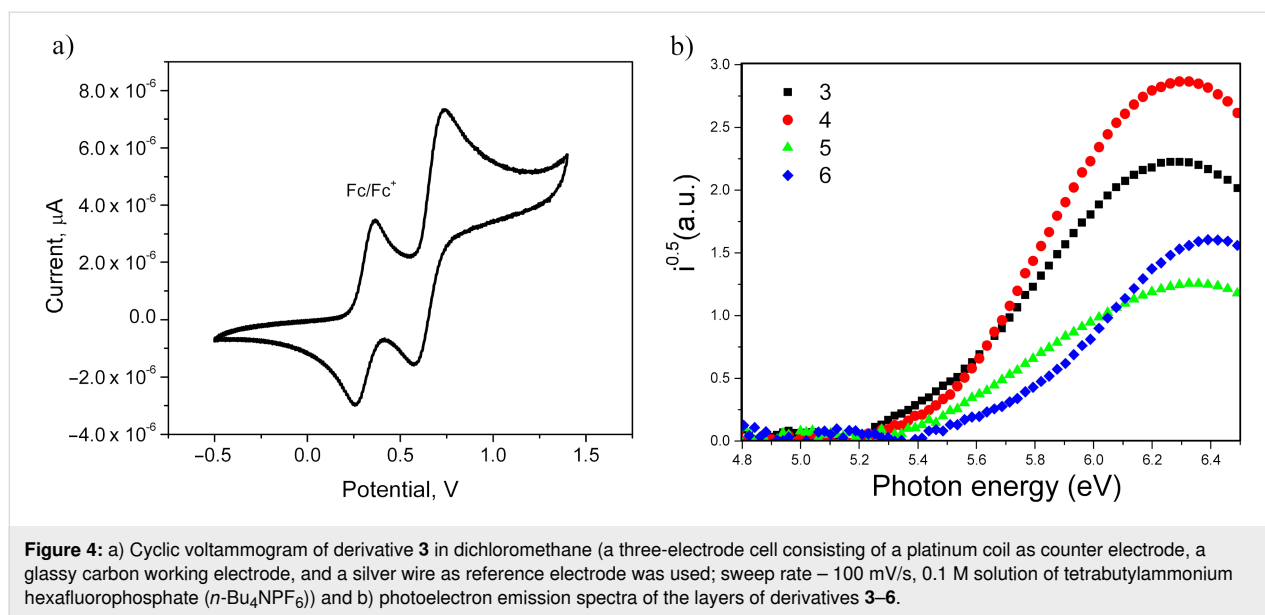 a)
8.0 x 10⁻⁶
6.0 x 10⁻⁶
4.0 x 10⁻⁶
2.0 x 10⁻⁶
0.0
−2.0 x 10⁻⁶
−4.0 x 10⁻⁶
Current, µA
Fc/Fc⁺
−0.5 0.0 0.5 1.0 1.5
Potential, V
b)
3.0
2.5
2.0
1.5
1.0
0.5
0.0
i⁰·⁵(a.u.)
3
4
5
6
4.8 5.0 5.2 5.4 5.6 5.8 6.0 6.2 6.4
Photon energy (eV)
Figure 4: a) Cyclic voltammogram of derivative 3 in dichloromethane (a three-electrode cell consisting of a platinum coil as counter electrode, a
glassy carbon working electrode, and a silver wire as reference electrode was used; sweep rate – 100 mV/s, 0.1 M solution of tetrabutylammonium
hexafluorophosphate (n-Bu₄NPF₆)) and b) photoelectron emission spectra of the layers of derivatives 3–6.